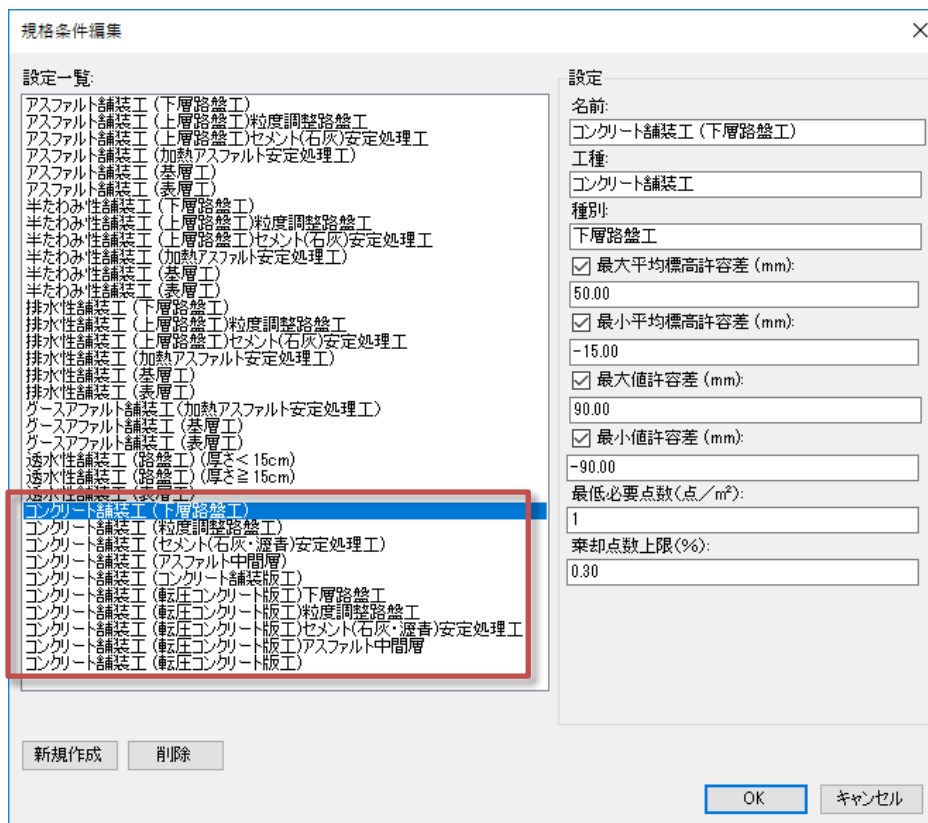 規格条件編集
設定一覧:
アスファルト舗装工 (下層路盤工)
アスファルト舗装工 (上層路盤工)粒度調整路盤工
アスファルト舗装工 (上層路盤工)セメント(石灰)安定処理工
アスファルト舗装工 (加熱アスファルト安定処理工)
アスファルト舗装工 (基層工)
アスファルト舗装工 (表層工)
半たわみ性舗装工 (下層路盤工)
半たわみ性舗装工 (上層路盤工)粒度調整路盤工
半たわみ性舗装工 (上層路盤工)セメント(石灰)安定処理工
半たわみ性舗装工 (加熱アスファルト安定処理工)
半たわみ性舗装工 (基層工)
半たわみ性舗装工 (表層工)
排水性舗装工 (下層路盤工)
排水性舗装工 (上層路盤工)粒度調整路盤工
排水性舗装工 (上層路盤工)セメント(石灰)安定処理工
排水性舗装工 (加熱アスファルト安定処理工)
排水性舗装工 (基層工)
排水性舗装工 (表層工)
グースアファルト舗装工(加熱アスファルト安定処理工)
グースアファルト舗装工 (基層工)
グースアファルト舗装工 (表層工)
透水性舗装工 (路盤工) (厚さ＜15cm)
透水性舗装工 (路盤工) (厚さ≧15cm)
透水性舗装工 (表層工)
コンクリート舗装工 (下層路盤工)
コンクリート舗装工 (粒度調整路盤工)
コンクリート舗装工 (セメント(石灰・瀝青)安定処理工)
コンクリート舗装工 (アスファルト中間層)
コンクリート舗装工 (コンクリート舗装版工)
コンクリート舗装工 (転圧コンクリート版工)下層路盤工
コンクリート舗装工 (転圧コンクリート版工)粒度調整路盤工
コンクリート舗装工 (転圧コンクリート版工)セメント(石灰・瀝青)安定処理工
コンクリート舗装工 (転圧コンクリート版工)アスファルト中間層
コンクリート舗装工 (転圧コンクリート版工)
新規作成
削除
設定
名前:
コンクリート舗装工 (下層路盤工)
工種:
コンクリート舗装工
種別:
下層路盤工
最大平均標高許容差 (mm):
50.00
最小平均標高許容差 (mm):
-15.00
最大値許容差 (mm):
90.00
最小値許容差 (mm):
-90.00
最低必要点数(点／m²):
1
棄却点数上限(%):
0.30
OK
キャンセル